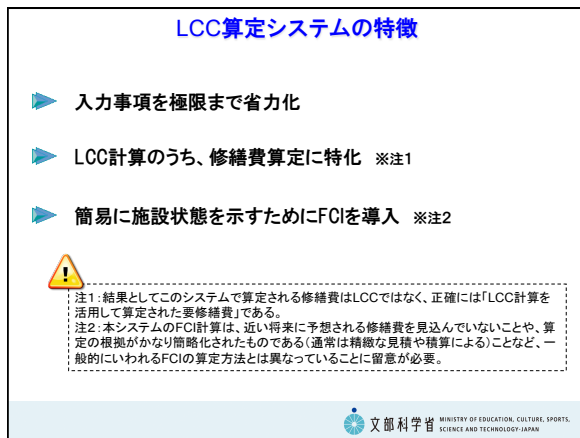 LCC算定システムの特徴
入力事項を極限まで省力化
LCC計算のうち、修繕費算定に特化 ※注1
簡易に施設状態を示すためにFCIを導入 ※注2
注1：結果としてこのシステムで算定される修繕費はLCCではなく、正確には「LCC計算を
活用して算定された要修繕費」である。
注2：本システムのFCI計算は、近い将来に予想される修繕費を見込んでいないことや、算
定の根拠がかなり簡略化されたものである（通常は精緻な見積や積算による）ことなど、一
般的にいわれるFCIの算定方法とは異なっていることに留意が必要。
文部科学省 MINISTRY OF EDUCATION, CULTURE, SPORTS,
SCIENCE AND TECHNOLOGY-JAPAN